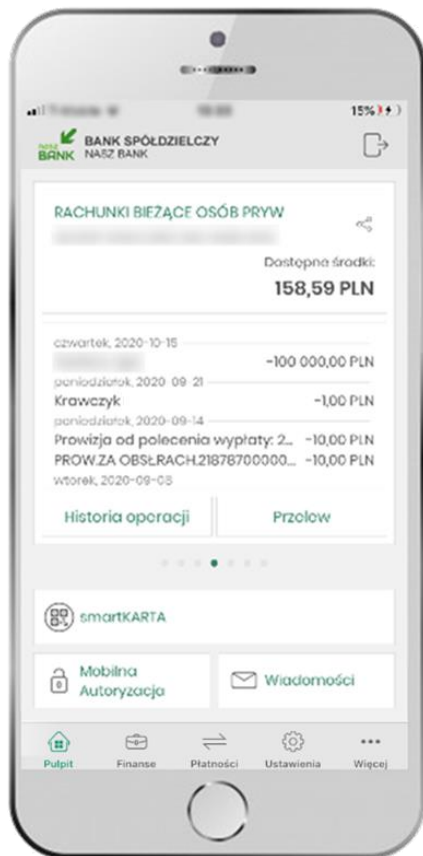 15%
NASZ
BANK
BANK SPÓŁDZIELCZY
NASZ BANK
RACHUNKI BIEŻĄCE OSÓB PRYW
Dostępne środki:
158,59 PLN
czwartek, 2020-10-15
-100 000,00 PLN
poniedziałek, 2020-09-21
Krawczyk -1,00 PLN
poniedziałek, 2020-09-14
Prowizja od polecenia wypłaty: 2... -10,00 PLN
PROW.ZA OBSŁ.RACH.21878700000... -10,00 PLN
wtorek, 2020-09-08
Historia operacji Przelew
smartKARTA
Mobilna
Autoryzacja
Wiadomości
Pulpit Finanse Płatności Ustawienia Więcej